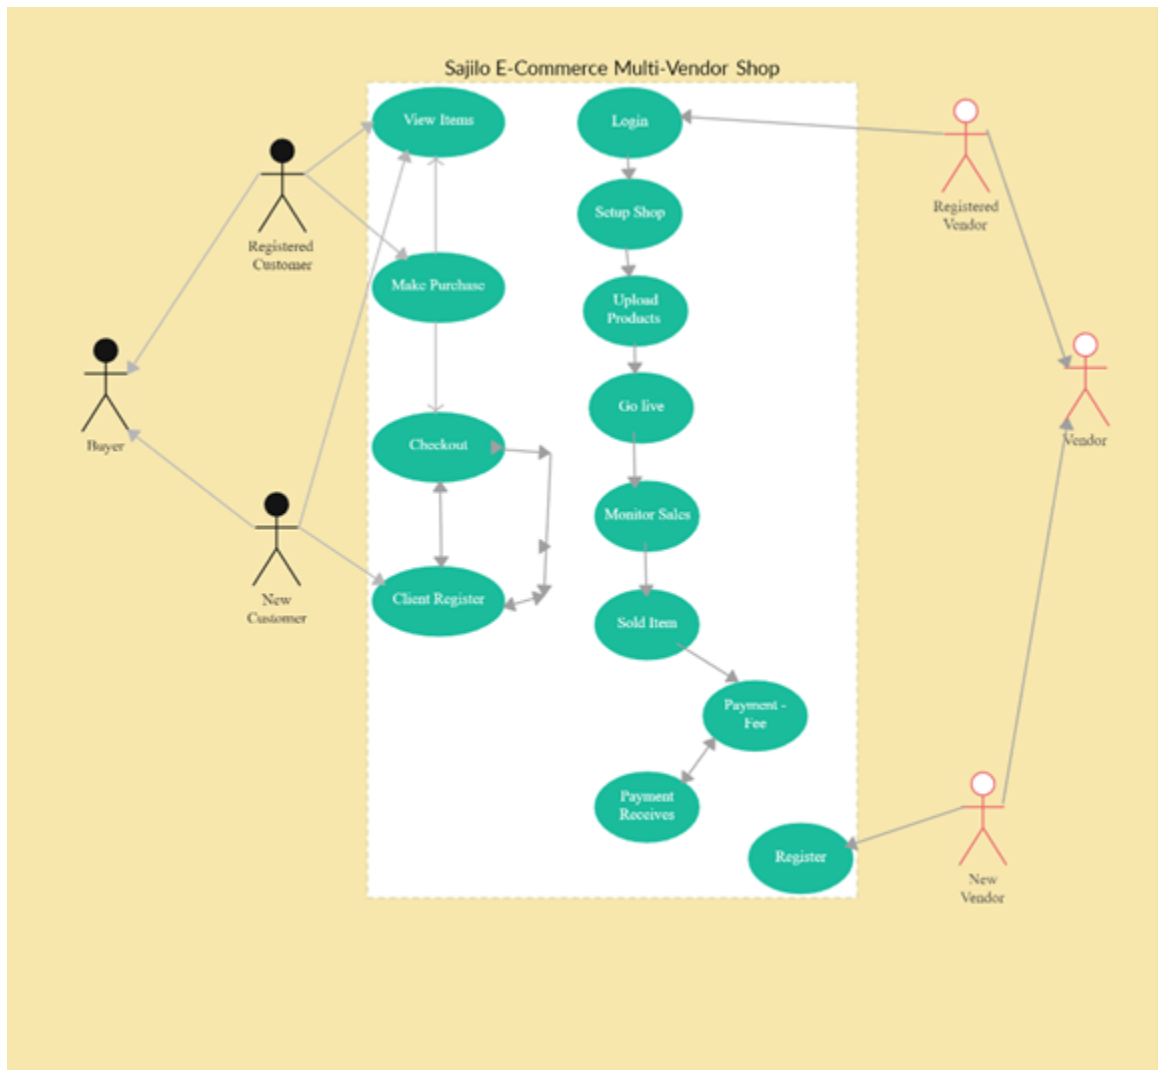 Sajilo E-Commerce Multi-Vendor Shop
View Items
Login
Registered
Vendor
Setup Shop
Registered
Customer
Make Purchase
Upload
Products
Go live
Buyer
Checkout
Vendor
Monitor Sales
New
Customer
Client Register
Sold Item
Payment -
Fee
Payment
Receives
Register
New
Vendor